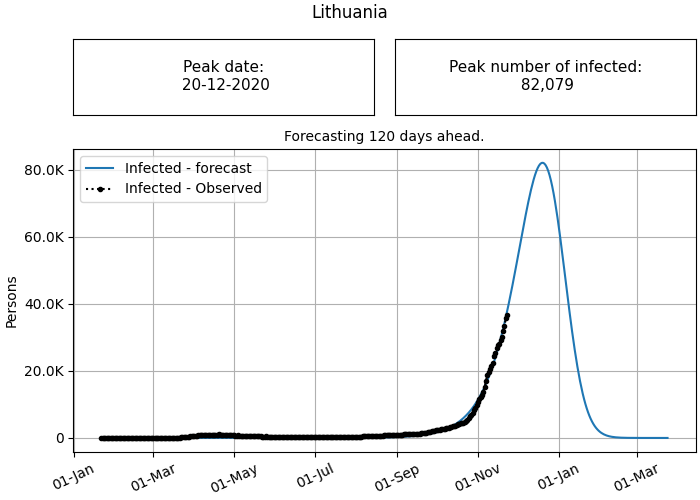 Lithuania
Peak date:
20-12-2020
Peak number of infected:
82,079
Forecasting 120 days ahead.
Infected - forecast
Infected - Observed
Persons
80.0K
60.0K
40.0K
20.0K
0
01-Jan
01-Mar
01-May
01-Jul
01-Sep
01-Nov
01-Jan
01-Mar